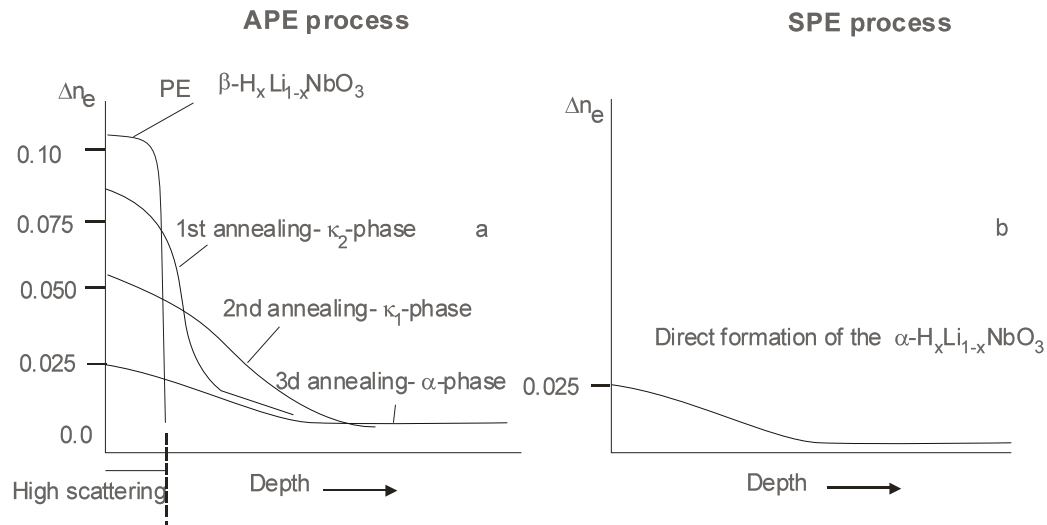 APE process
SPE process
Δnₑ
PE
β-HₓLi₁₋ₓNbO₃
0.10
0.075
0.050
0.025
0.0
1st annealing- κ₂-phase
a
2nd annealing- κ₁-phase
3d annealing- α-phase
High scattering
Depth
Δnₑ
b
Direct formation of the α-HₓLi₁₋ₓNbO₃
0.025
Depth